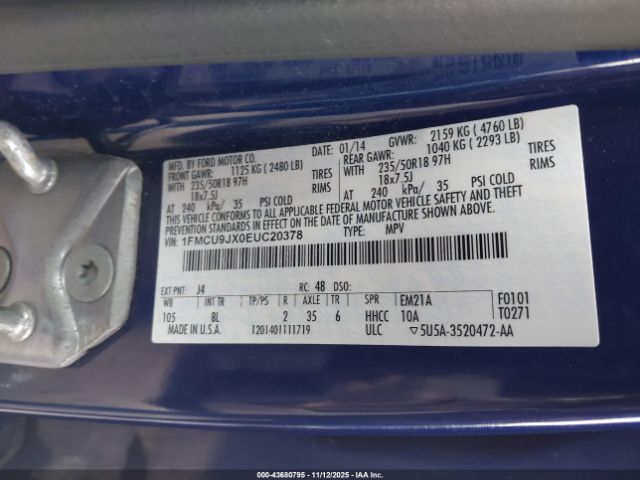 MFD. BY FORD MOTOR CO.
DATE: 01/14 GVWR: 2159 KG ( 4760 LB)
FRONT GAWR: 1125 KG ( 2480 LB) REAR GAWR: 1040 KG ( 2293 LB)
WITH 235/50R18 97H TIRES WITH 235/50R18 97H TIRES
18x7.5J RIMS 18x7.5J RIMS
AT 240 kPa/ 35 PSI COLD AT 240 kPa/ 35 PSI COLD
THIS VEHICLE CONFORMS TO ALL APPLICABLE FEDERAL MOTOR VEHICLE SAFETY AND THEFT
PREVENTION STANDARDS IN EFFECT ON THE DATE OF MANUFACTURE SHOWN ABOVE.
VIN: 1FMCU9JX0EUC20378 TYPE: MPV
EXT PNT: J4 RC: 48 DSO:
WB INT TR TP/PS R AXLE TR SPR EM21A F0101
105 BL 2 35 6 HHCC 10A T0271
MADE IN U.S.A. 1201401111719 ULC ▽5U5A-3520472-AA
000-43680795 - 11/12/2025 - IAAI.COM